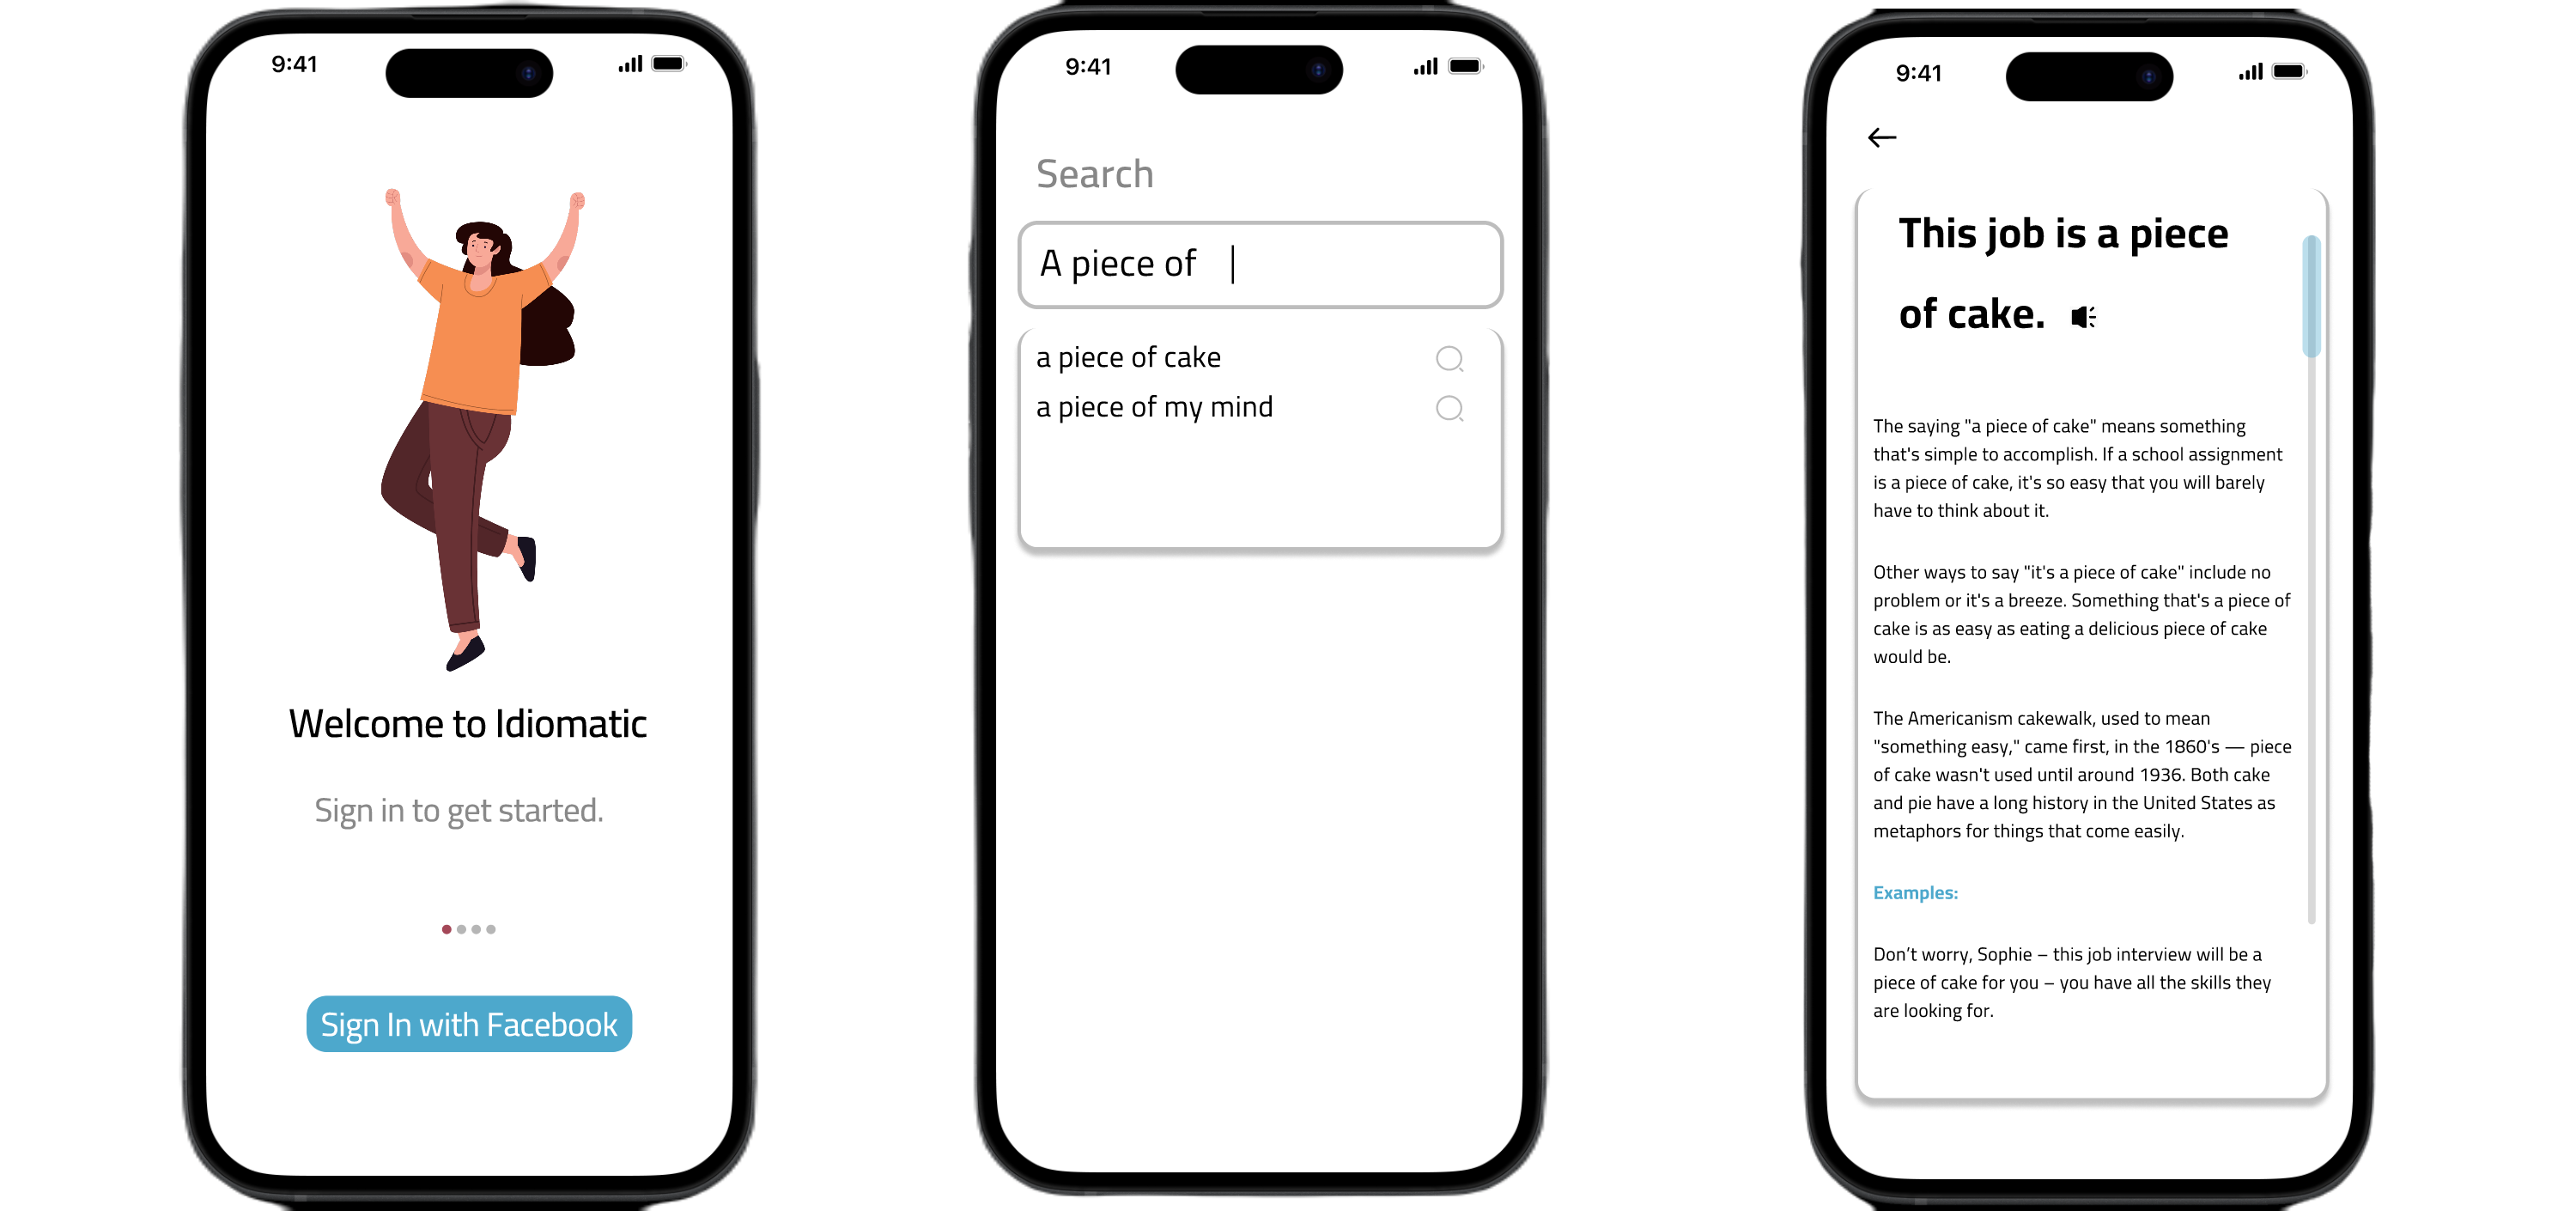 9:41
Welcome to Idiomatic
Sign in to get started.
Sign In with Facebook
9:41
Search
A piece of
a piece of cake
a piece of my mind
9:41
This job is a piece
of cake.
The saying "a piece of cake" means something
that's simple to accomplish. If a school assignment
is a piece of cake, it's so easy that you will barely
have to think about it.
Other ways to say "it's a piece of cake" include no
problem or it's a breeze. Something that's a piece of
cake is as easy as eating a delicious piece of cake
would be.
The Americanism cakewalk, used to mean
"something easy," came first, in the 1860's — piece
of cake wasn't used until around 1936. Both cake
and pie have a long history in the United States as
metaphors for things that come easily.
Examples:
Don’t worry, Sophie – this job interview will be a
piece of cake for you – you have all the skills they
are looking for.